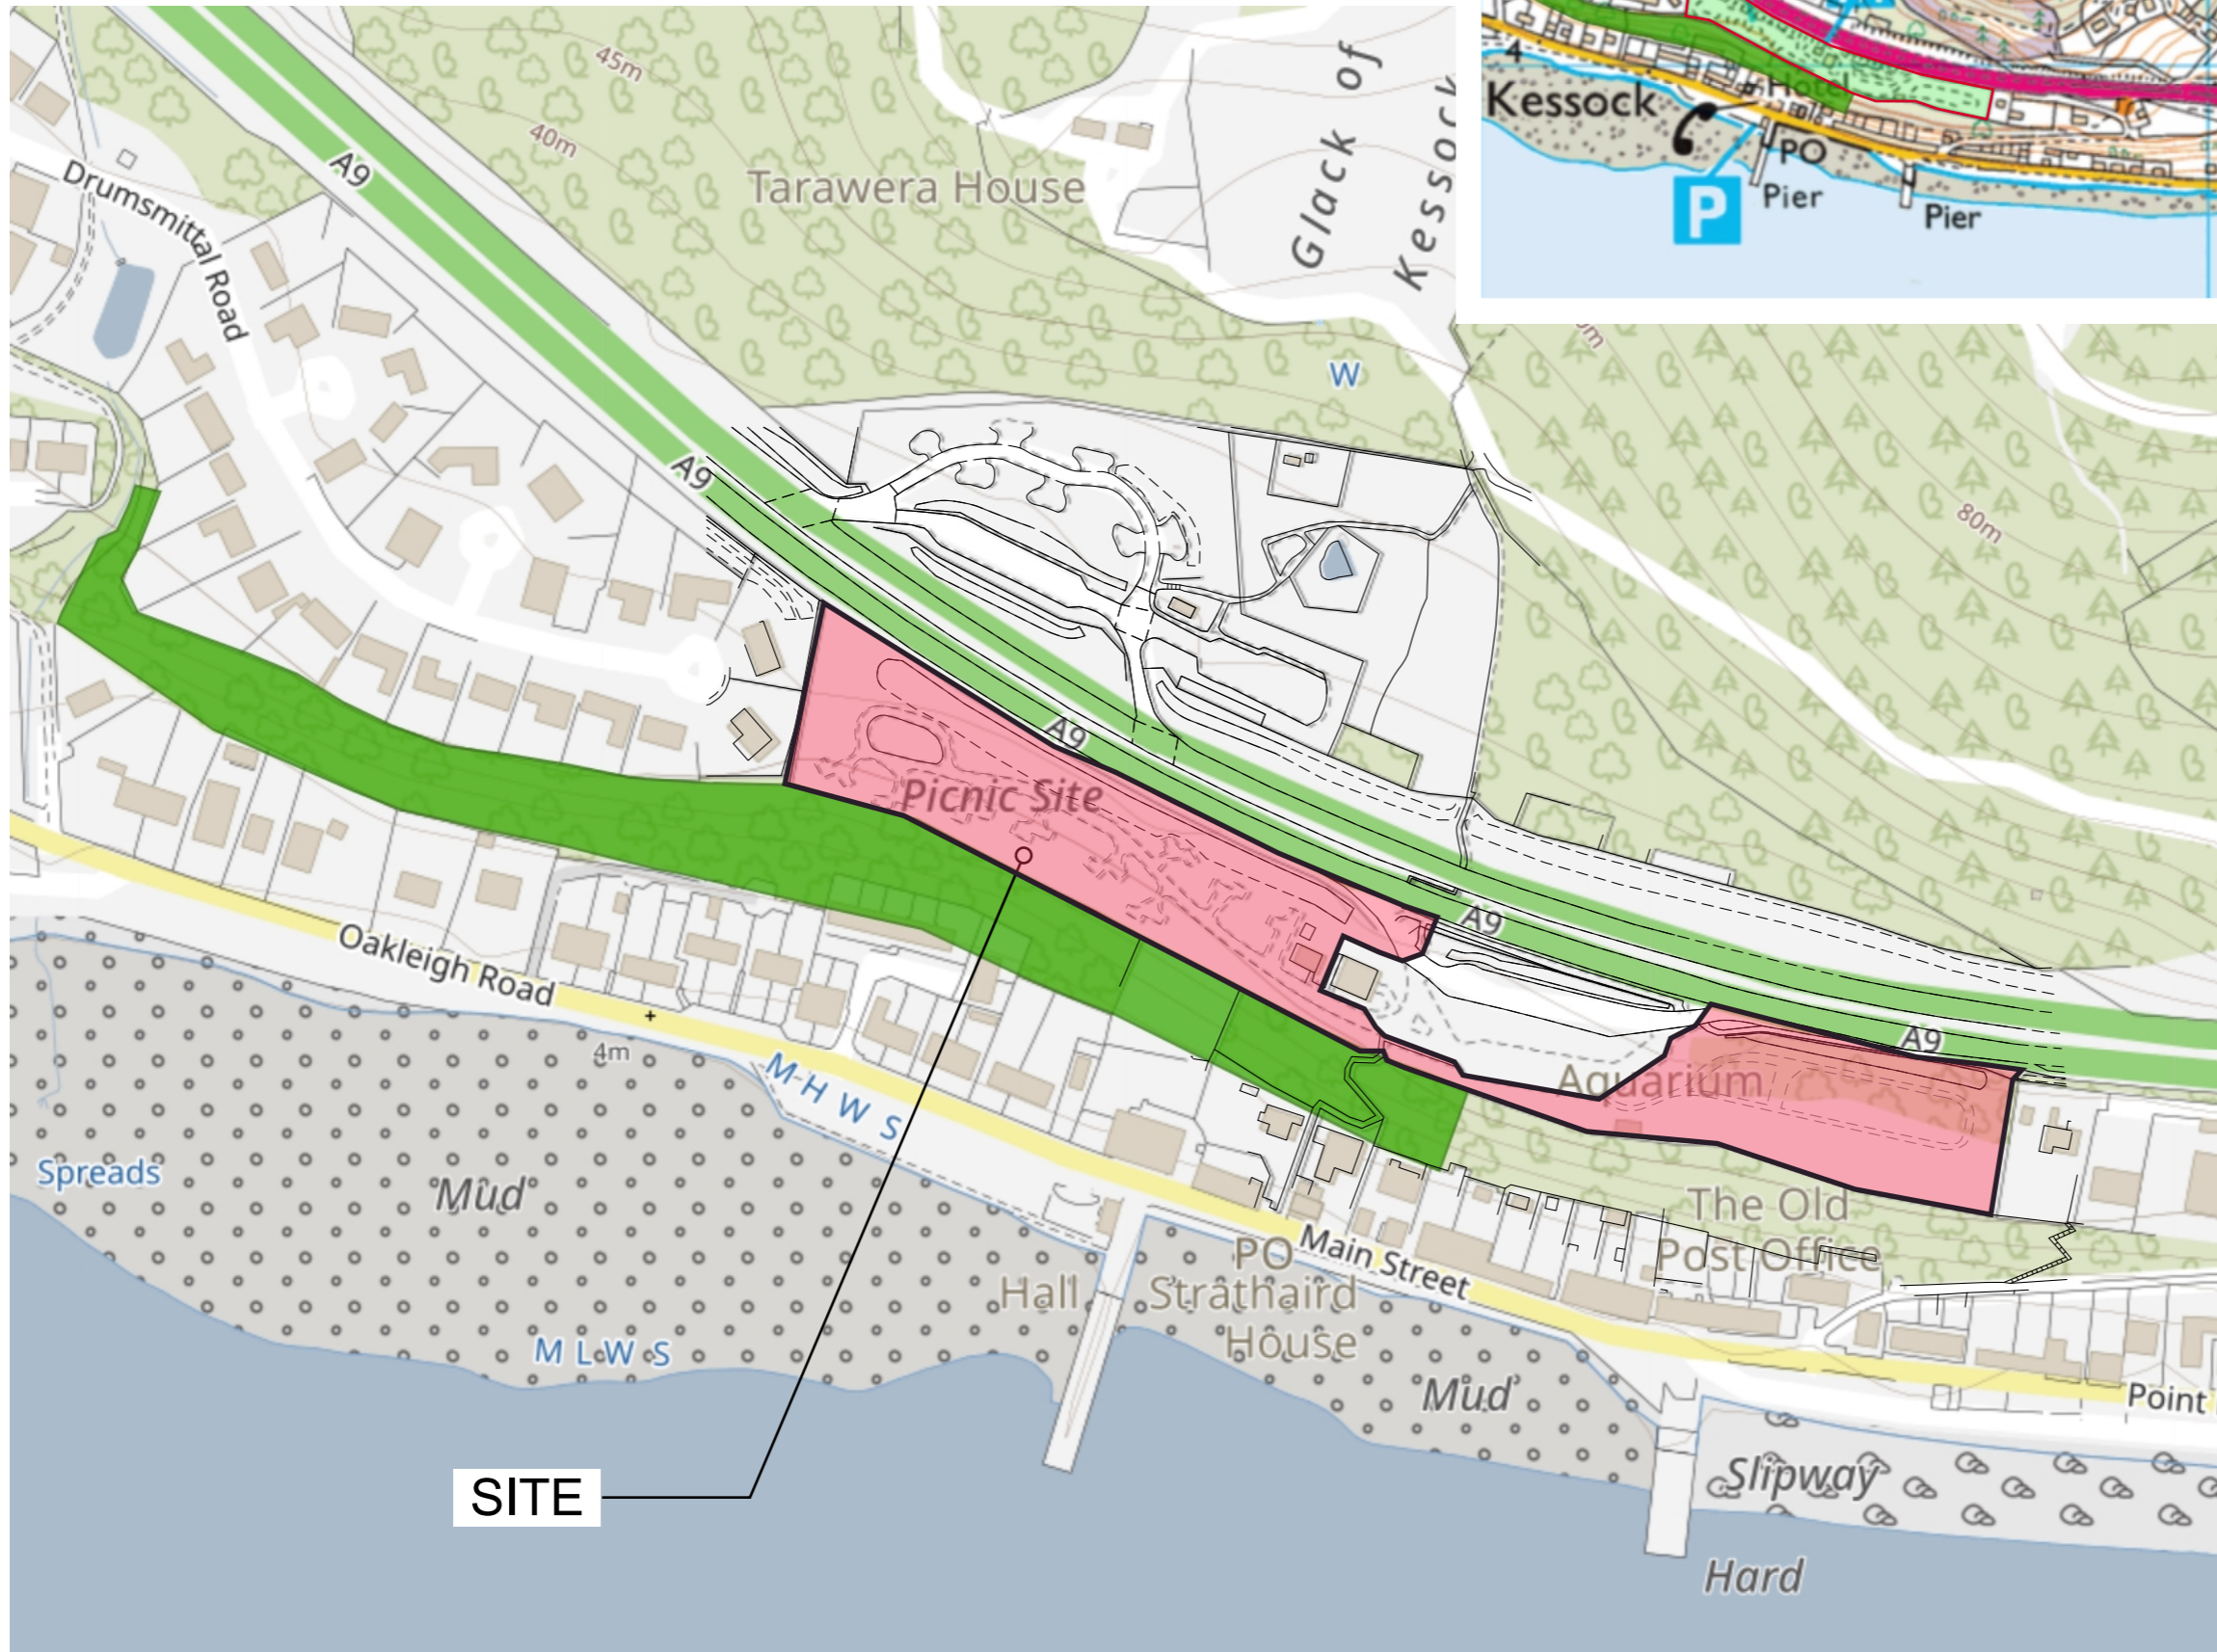 45m
40m
Glack of
Kessock
Tarawera House
A9
Drumsmittal Road
4
Kessock
Hotel
PO
Pier
P
Pier
W
A9
80m
A9
Picnic Site
A9
A9
Oakleigh Road
4m
MHWS
Aquarium
Spreads
Mud
The Old
Post Office
PO
Main Street
Hall
Strathaird
House
MLWS
Mud
Point
Slipway
SITE
Hard